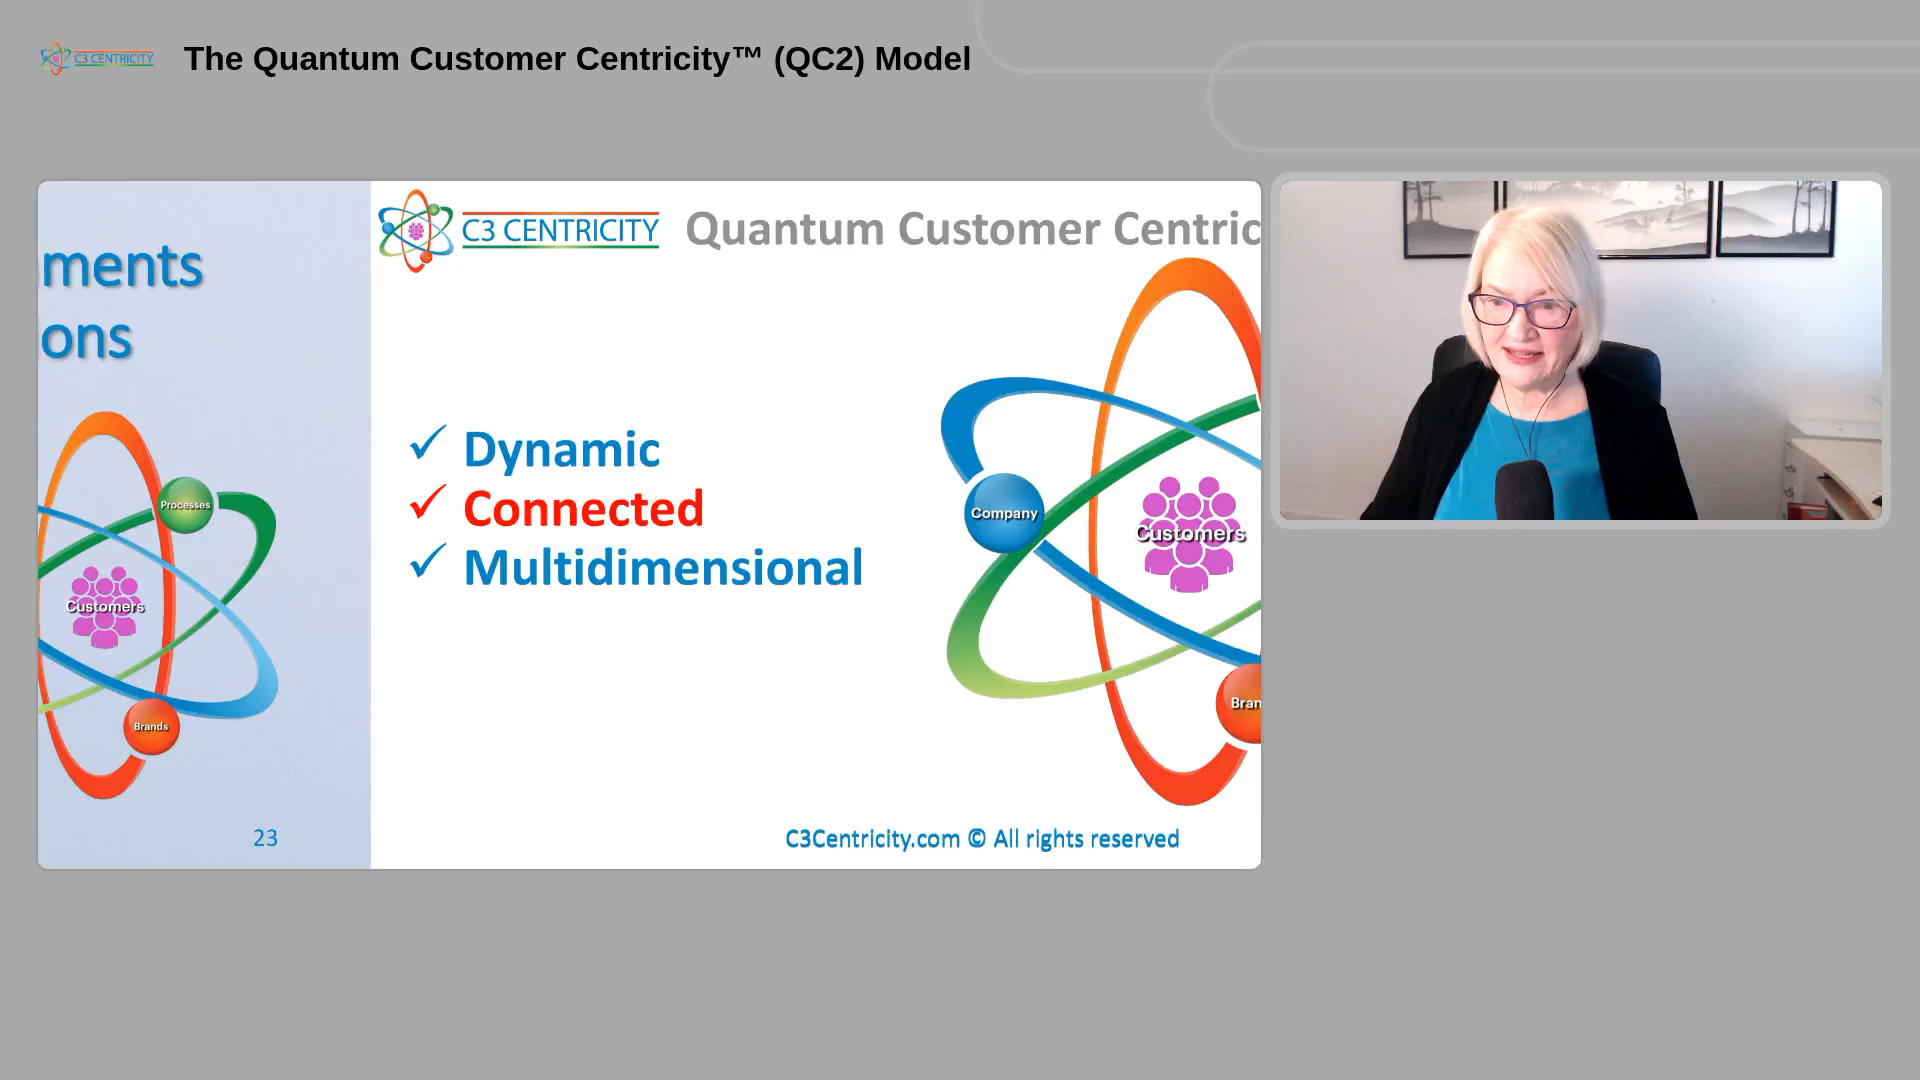 C3 CENTRICITY
The Quantum Customer Centricity™ (QC2) Model
ments
ons
Processes
Customers
Brands
23
C3 CENTRICITY
Quantum Customer Centric
✓ Dynamic
✓ Connected
✓ Multidimensional
Company
Customers
Bran
C3Centricity.com © All rights reserved